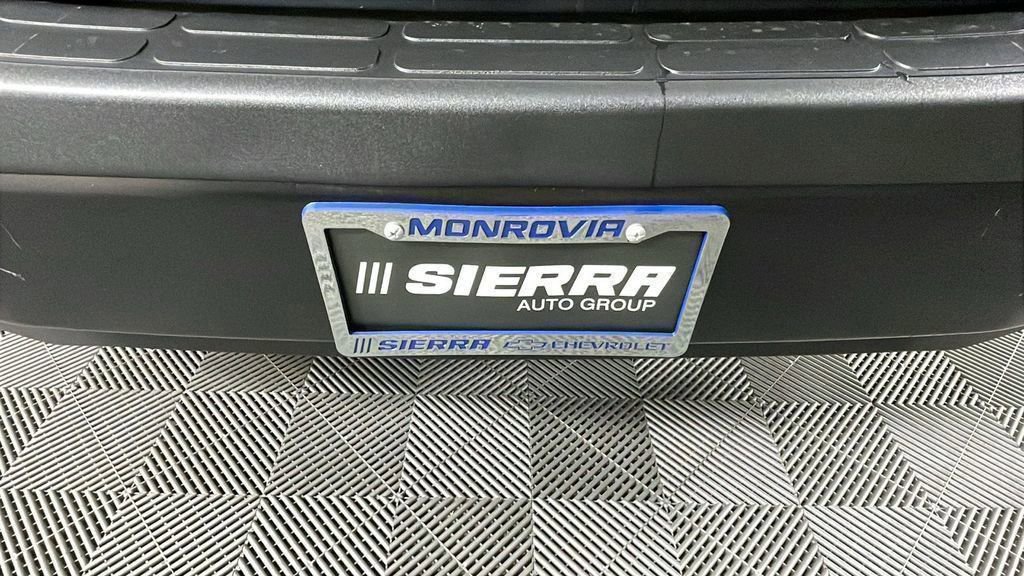 MONROVIA
SIERRA
AUTO GROUP
SIERRA CHEVROLET